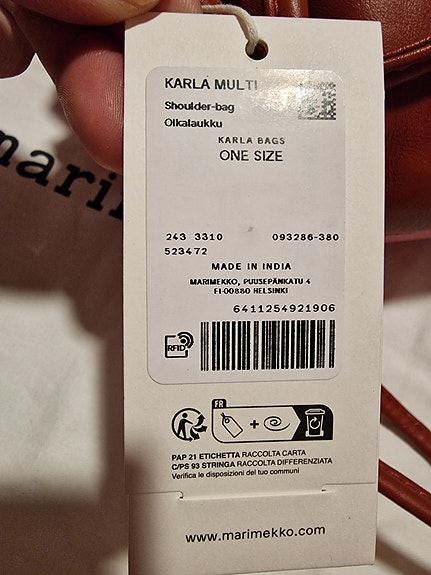 KARLA MULTI
Shoulder-bag
Olkalaukku
KARLA BAGS
ONE SIZE
243 3310 093286-380
523472
MADE IN INDIA
MARIMEKKO, PUUSEPÄNKATU 4
FI-00880 HELSINKI
6411254921906
RFID
FR
PAP 21 ETICHETTA RACCOLTA CARTA
C/PS 93 STRINGA RACCOLTA DIFFERENZIATA
Verifica le disposizioni del tuo comuni
www.marimekko.com
mari